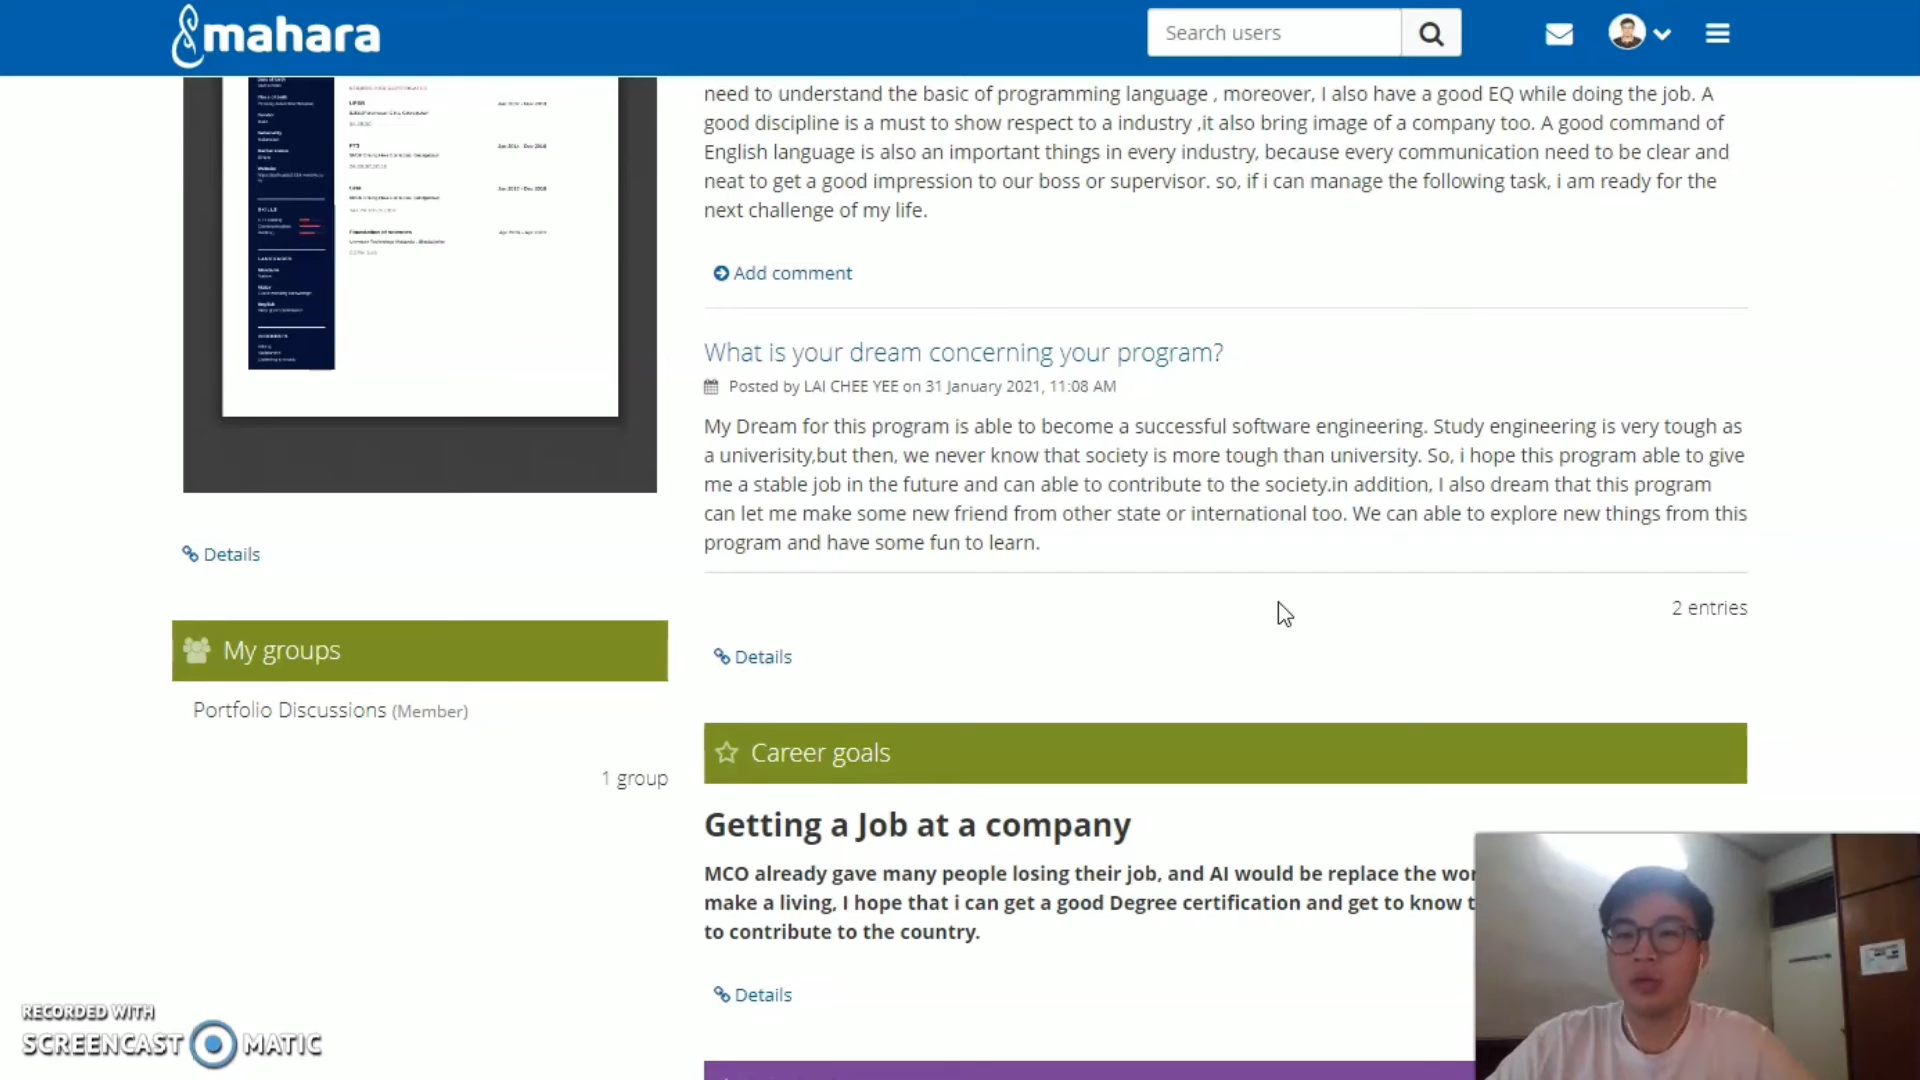 mahara
Search users
need to understand the basic of programming language , moreover, I also have a good EQ while doing the job. A
good discipline is a must to show respect to a industry ,it also bring image of a company too. A good command of
English language is also an important things in every industry, because every communication need to be clear and
neat to get a good impression to our boss or supervisor. so, if i can manage the following task, i am ready for the
next challenge of my life.
Add comment
What is your dream concerning your program?
Posted by LAI CHEE YEE on 31 January 2021, 11:08 AM
My Dream for this program is able to become a successful software engineering. Study engineering is very tough as
a univerisity,but then, we never know that society is more tough than university. So, i hope this program able to give
me a stable job in the future and can able to contribute to the society.in addition, I also dream that this program
can let me make some new friend from other state or international too. We can able to explore new things from this
program and have some fun to learn.
2 entries
Details
SKILLS
LANGUAGES
Foundation of sciences
Details
My groups
Portfolio Discussions (Member)
1 group
Career goals
Getting a Job at a company
MCO already gave many people losing their job, and AI would be replace the
make a living, I hope that i can get a good Degree certification and get to know
to contribute to the country.
Details
RECORDED WITH
SCREENCAST MATIC